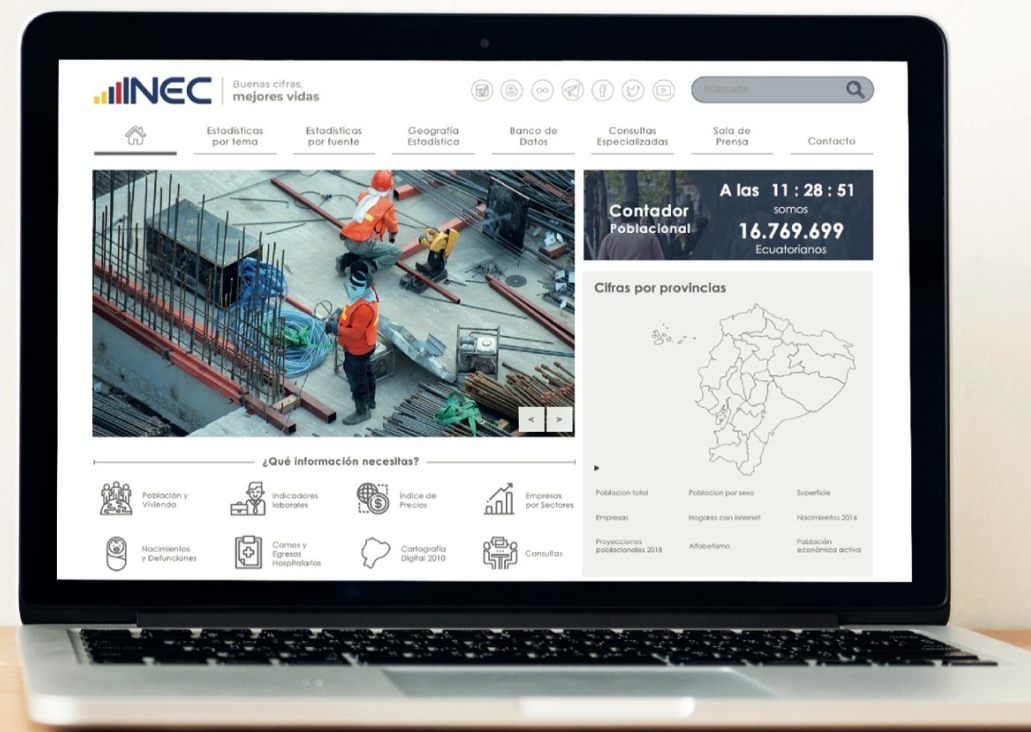 INEC
Buenas cifras,
mejores vidas
Búsqueda
Estadísticas
por tema
Estadísticas
por fuente
Geografía
Estadística
Banco de
Datos
Consultas
Especializadas
Sala de
Prensa
Contacto
Contador
Poblacional
A las 11 : 28 : 51
somos
16.769.699
Ecuatorianos
Cifras por provincias
< >
¿Qué información necesitas?
Población y
Vivienda
Indicadores
laborales
Índice de
Precios
Empresas
por Sectores
Nacimientos
y Defunciones
Camas y
Egresos
Hospitalarios
Cartografía
Digital 2010
Consultas
Poblacion total
Poblacion por sexo
Superficie
Empresas
Hogares con internet
Nacimientos 2016
Proyecciones
poblacionales 2018
Alfabetismo
Población
económica activa